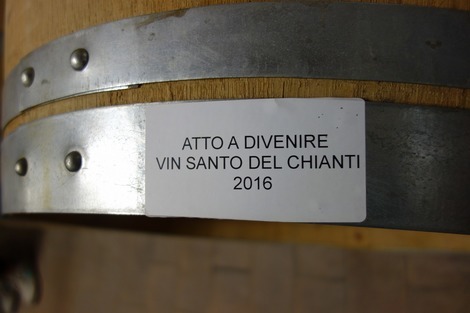 ATTO A DIVENIRE
VIN SANTO DEL CHIANTI
2016